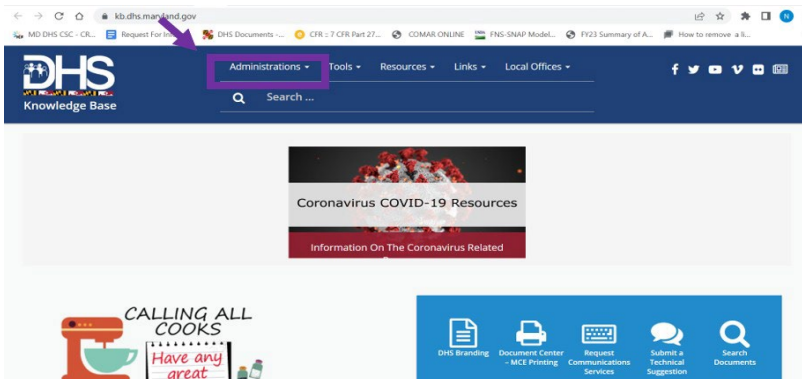 kb.dhs.maryland.gov
N
MD DHS CSC - CR... Request For In DHS Documents -... CFR :: 7 CFR Part 27... COMAR ONLINE FNS-SNAP Model... FY23 Summary of A... How to remove a li...
DHS
Knowledge Base
Administrations Tools Resources Links Local Offices
Search ...
Coronavirus COVID-19 Resources
Information On The Coronavirus Related
CALLING ALL
COOKS
Have any
great
DHS Branding
Document Center
– MCE Printing
Request
Communications
Services
Submit a
Technical
Suggestion
Search
Documents